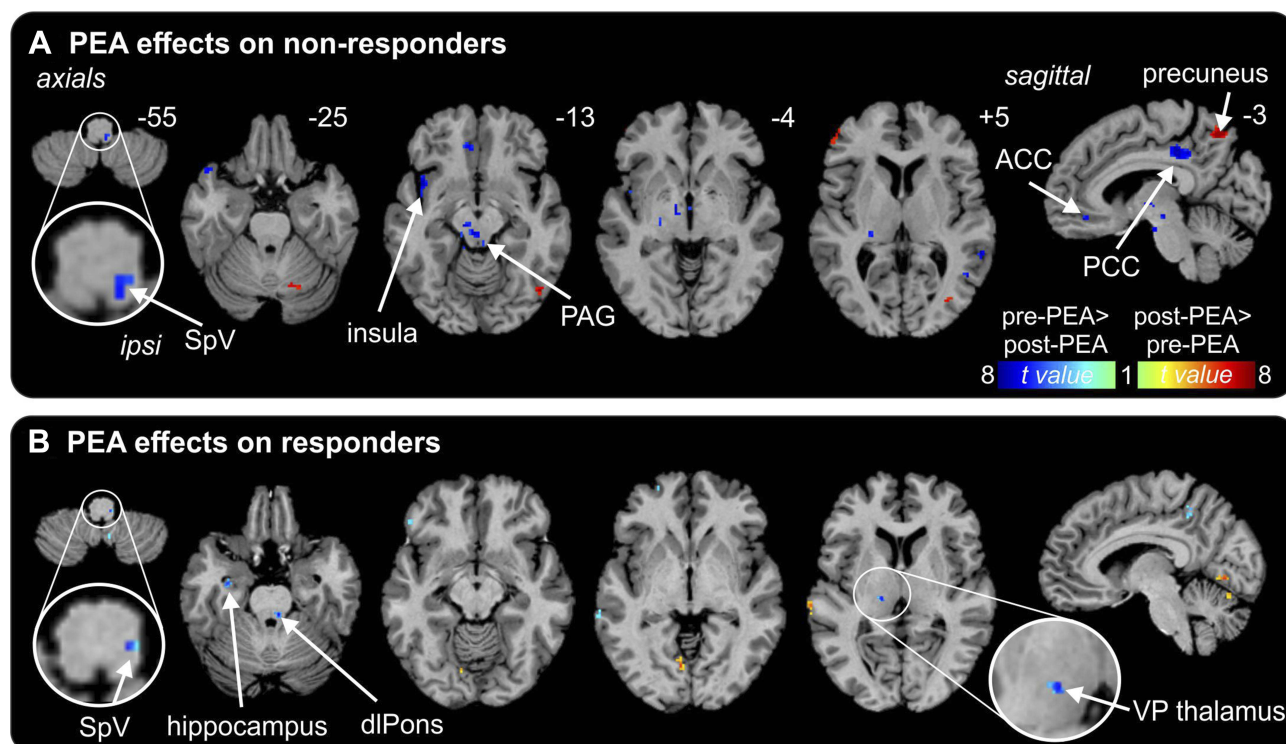 A PEA effects on non-responders
axials
sagittal
precuneus
-55
-25
-13
-4
+5
-3
ACC
PCC
ipsi
SpV
insula
PAG
pre-PEA>
post-PEA
post-PEA>
pre-PEA
8 t value 1 t value 8
B PEA effects on responders
SpV
hippocampus
dlPons
VP thalamus